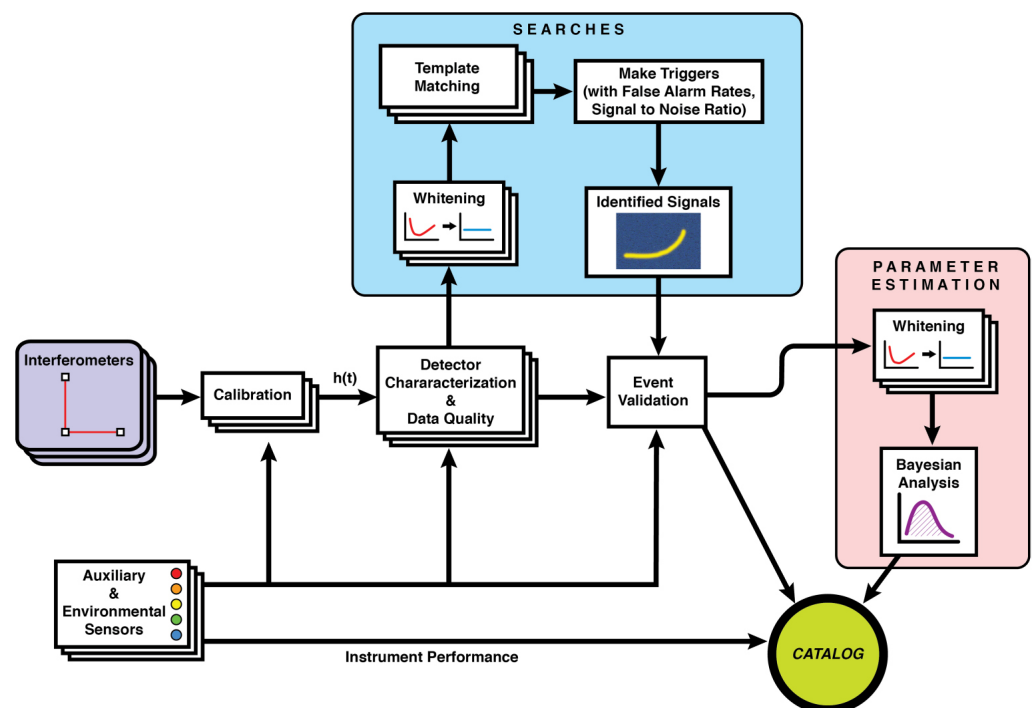 SEARCHES
Template
Matching
Make Triggers
(with False Alarm Rates,
Signal to Noise Ratio)
Whitening
Identified Signals
PARAMETER
ESTIMATION
Whitening
Interferometers
Calibration
h(t)
Detector
Chararacterization
&
Data Quality
Event
Validation
Bayesian
Analysis
Auxiliary
&
Environmental
Sensors
Instrument Performance
CATALOG